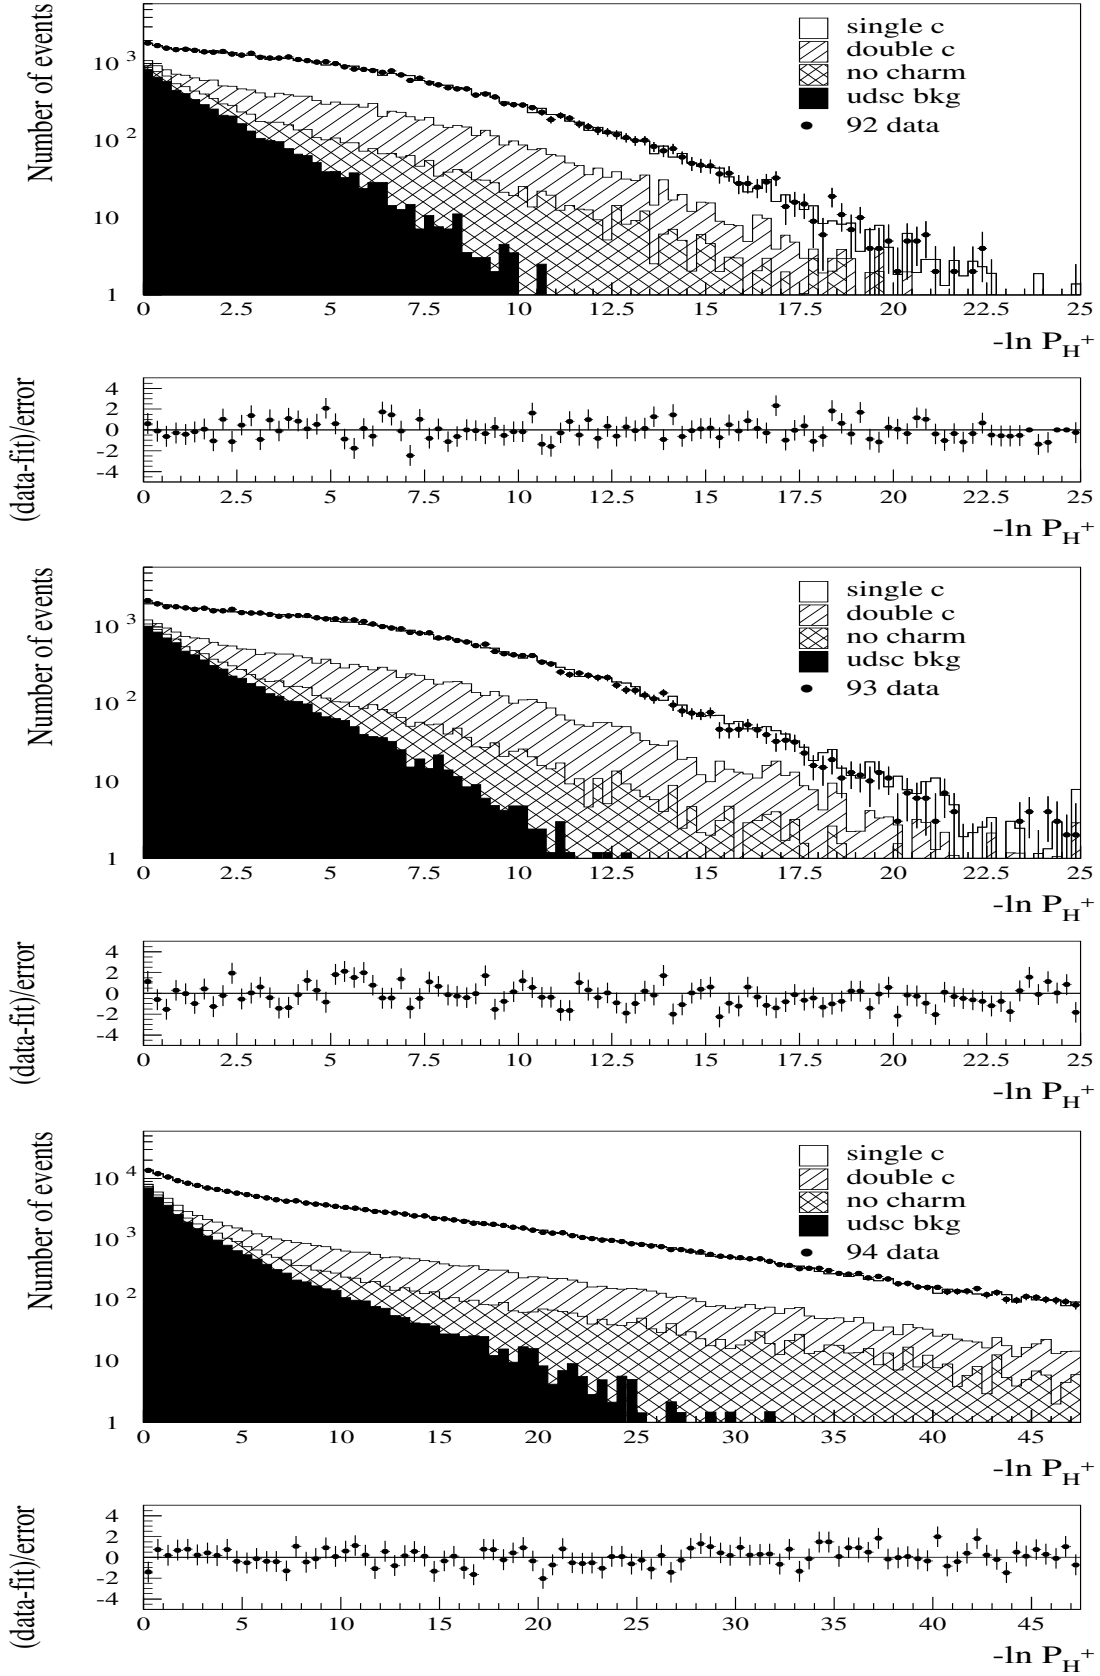 Number of events
10 3
10 2
10
1
single c
double c
no charm
udsc bkg
92 data
0 2.5 5 7.5 10 12.5 15 17.5 20 22.5 25
-ln P H +
(data-fit)/error
4
2
0
-2
-4
0 2.5 5 7.5 10 12.5 15 17.5 20 22.5 25
-ln P H +
Number of events
10 3
10 2
10
1
single c
double c
no charm
udsc bkg
93 data
0 2.5 5 7.5 10 12.5 15 17.5 20 22.5 25
-ln P H +
(data-fit)/error
4
2
0
-2
-4
0 2.5 5 7.5 10 12.5 15 17.5 20 22.5 25
-ln P H +
Number of events
10 4
10 3
10 2
10
1
single c
double c
no charm
udsc bkg
94 data
0 5 10 15 20 25 30 35 40 45
-ln P H +
(data-fit)/error
4
2
0
-2
-4
0 5 10 15 20 25 30 35 40 45
-ln P H +